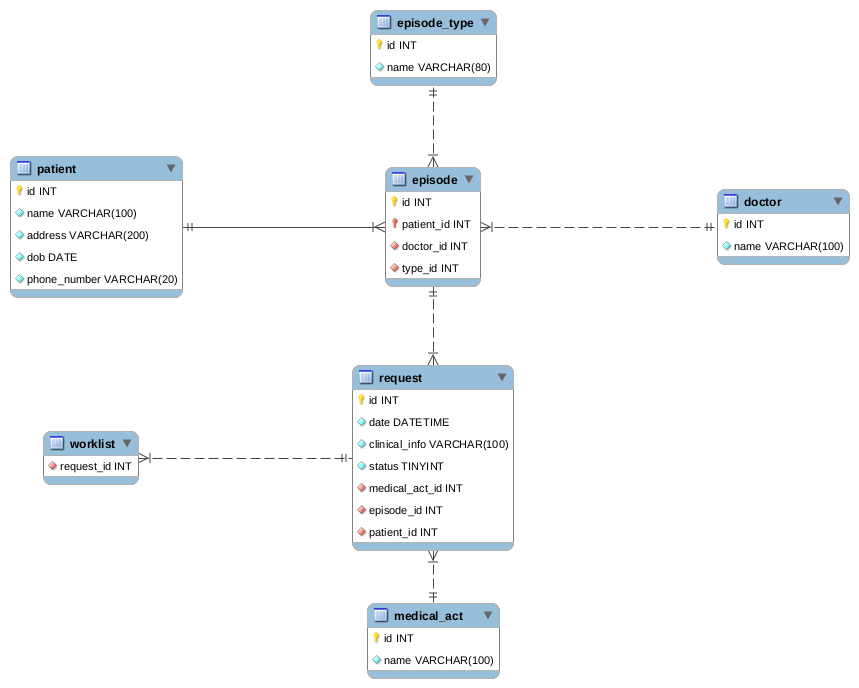 episode_type
id INT
name VARCHAR(80)
patient
id INT
name VARCHAR(100)
address VARCHAR(200)
dob DATE
phone_number VARCHAR(20)
episode
id INT
patient_id INT
doctor_id INT
type_id INT
doctor
id INT
name VARCHAR(100)
request
id INT
date DATETIME
clinical_info VARCHAR(100)
status TINYINT
medical_act_id INT
episode_id INT
patient_id INT
worklist
request_id INT
medical_act
id INT
name VARCHAR(100)